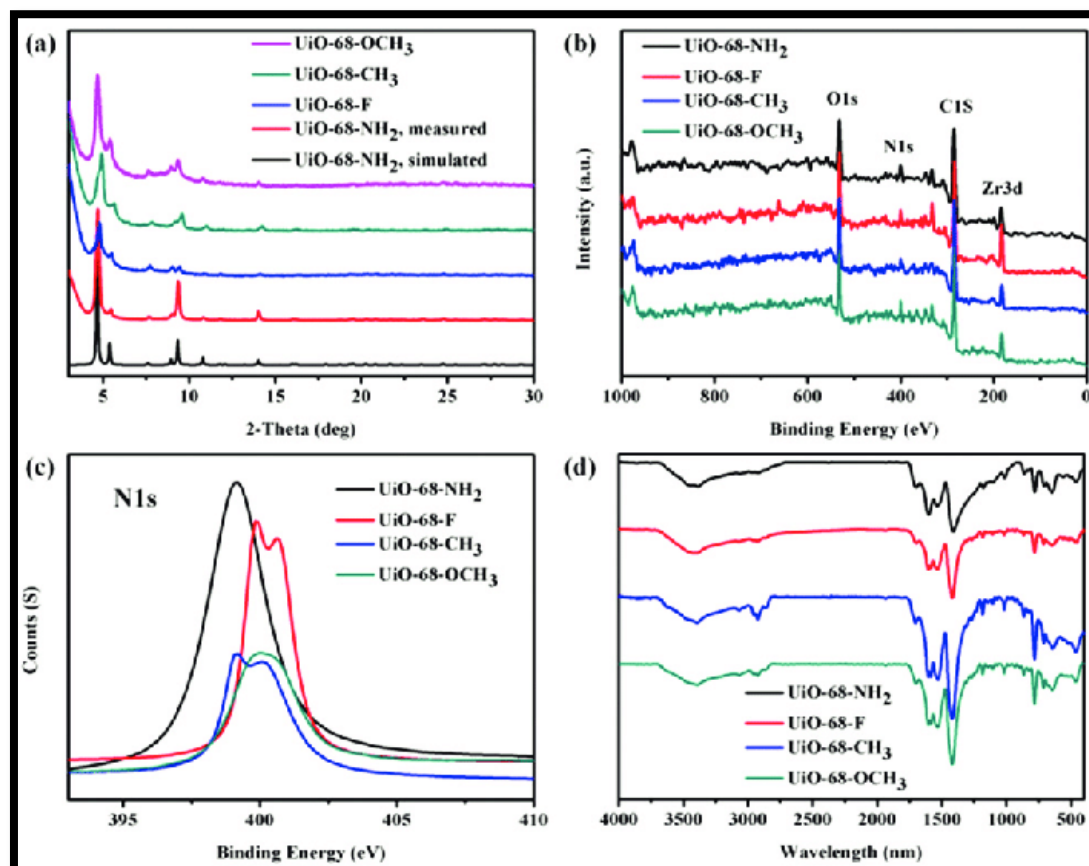 (a)
UiO-68-OCH3
UiO-68-CH3
UiO-68-F
UiO-68-NH2, measured
UiO-68-NH2, simulated
5 10 15 20 25 30
2-Theta (deg)
(b)
UiO-68-NH2
UiO-68-F
UiO-68-CH3
UiO-68-OCH3
O1s
N1s
C1S
Zr3d
Intensity (a.u.)
1000 800 600 400 200 0
Binding Energy (eV)
(c)
N1s
UiO-68-NH2
UiO-68-F
UiO-68-CH3
UiO-68-OCH3
Counts (S)
395 400 405 410
Binding Energy (eV)
(d)
UiO-68-NH2
UiO-68-F
UiO-68-CH3
UiO-68-OCH3
4000 3500 3000 2500 2000 1500 1000 500
Wavelength (nm)